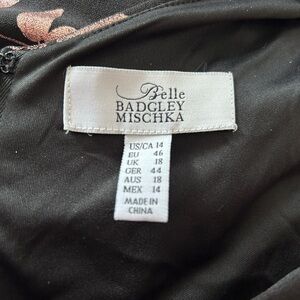 Belle
BADGLEY
MISCHKA
US/CA 14
EU 46
UK 18
GER 44
AUS 18
MEX 14
MADE IN
CHINA